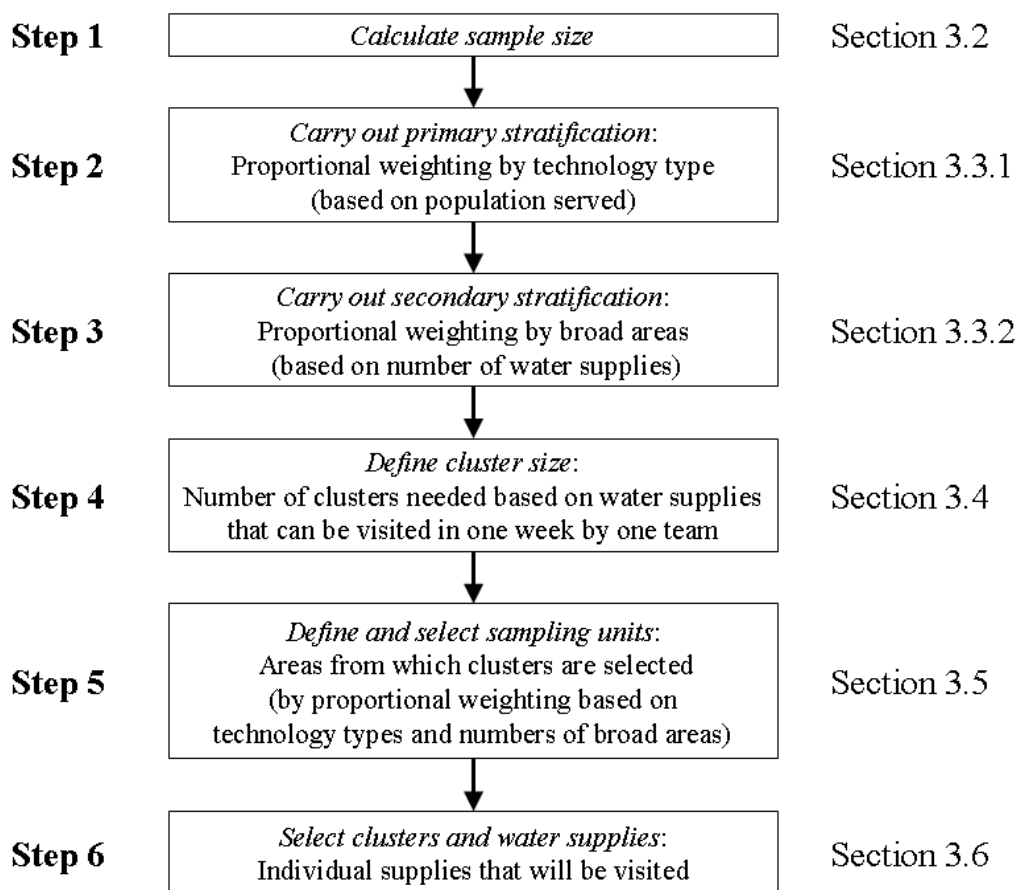 Step 1
Calculate sample size
Section 3.2
Step 2
Carry out primary stratification:
Proportional weighting by technology type
(based on population served)
Section 3.3.1
Step 3
Carry out secondary stratification:
Proportional weighting by broad areas
(based on number of water supplies)
Section 3.3.2
Step 4
Define cluster size:
Number of clusters needed based on water supplies
that can be visited in one week by one team
Section 3.4
Step 5
Define and select sampling units:
Areas from which clusters are selected
(by proportional weighting based on
technology types and numbers of broad areas)
Section 3.5
Step 6
Select clusters and water supplies:
Individual supplies that will be visited
Section 3.6